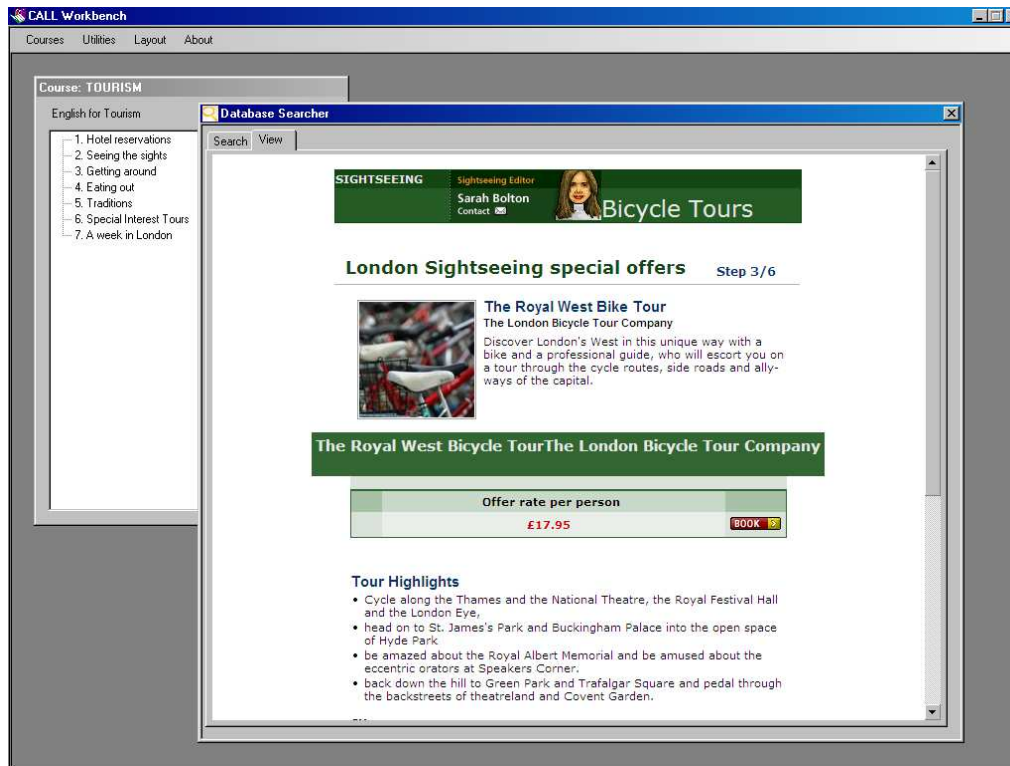 CALL Workbench
Courses Utilities Layout About
Course: TOURISM
English for Tourism
1. Hotel reservations
2. Seeing the sights
3. Getting around
4. Eating out
5. Traditions
6. Special Interest Tours
7. A week in London
Database Searcher
Search View
SIGHTSEEING
Sightseeing Editor
Sarah Bolton
Contact
Bicycle Tours
London Sightseeing special offers Step 3/6
The Royal West Bike Tour
The London Bicycle Tour Company
Discover London's West in this unique way with a
bike and a professional guide, who will escort you on
a tour through the cycle routes, side roads and ally-
ways of the capital.
The Royal West Bicycle TourThe London Bicycle Tour Company
Offer rate per person
£17.95 BOOK
Tour Highlights
• Cycle along the Thames and the National Theatre, the Royal Festival Hall
and the London Eye,
• head on to St. James's Park and Buckingham Palace into the open space
of Hyde Park
• be amazed about the Royal Albert Memorial and be amused about the
eccentric orators at Speakers Corner.
• back down the hill to Green Park and Trafalgar Square and pedal through
the backstreets of theatreland and Covent Garden.